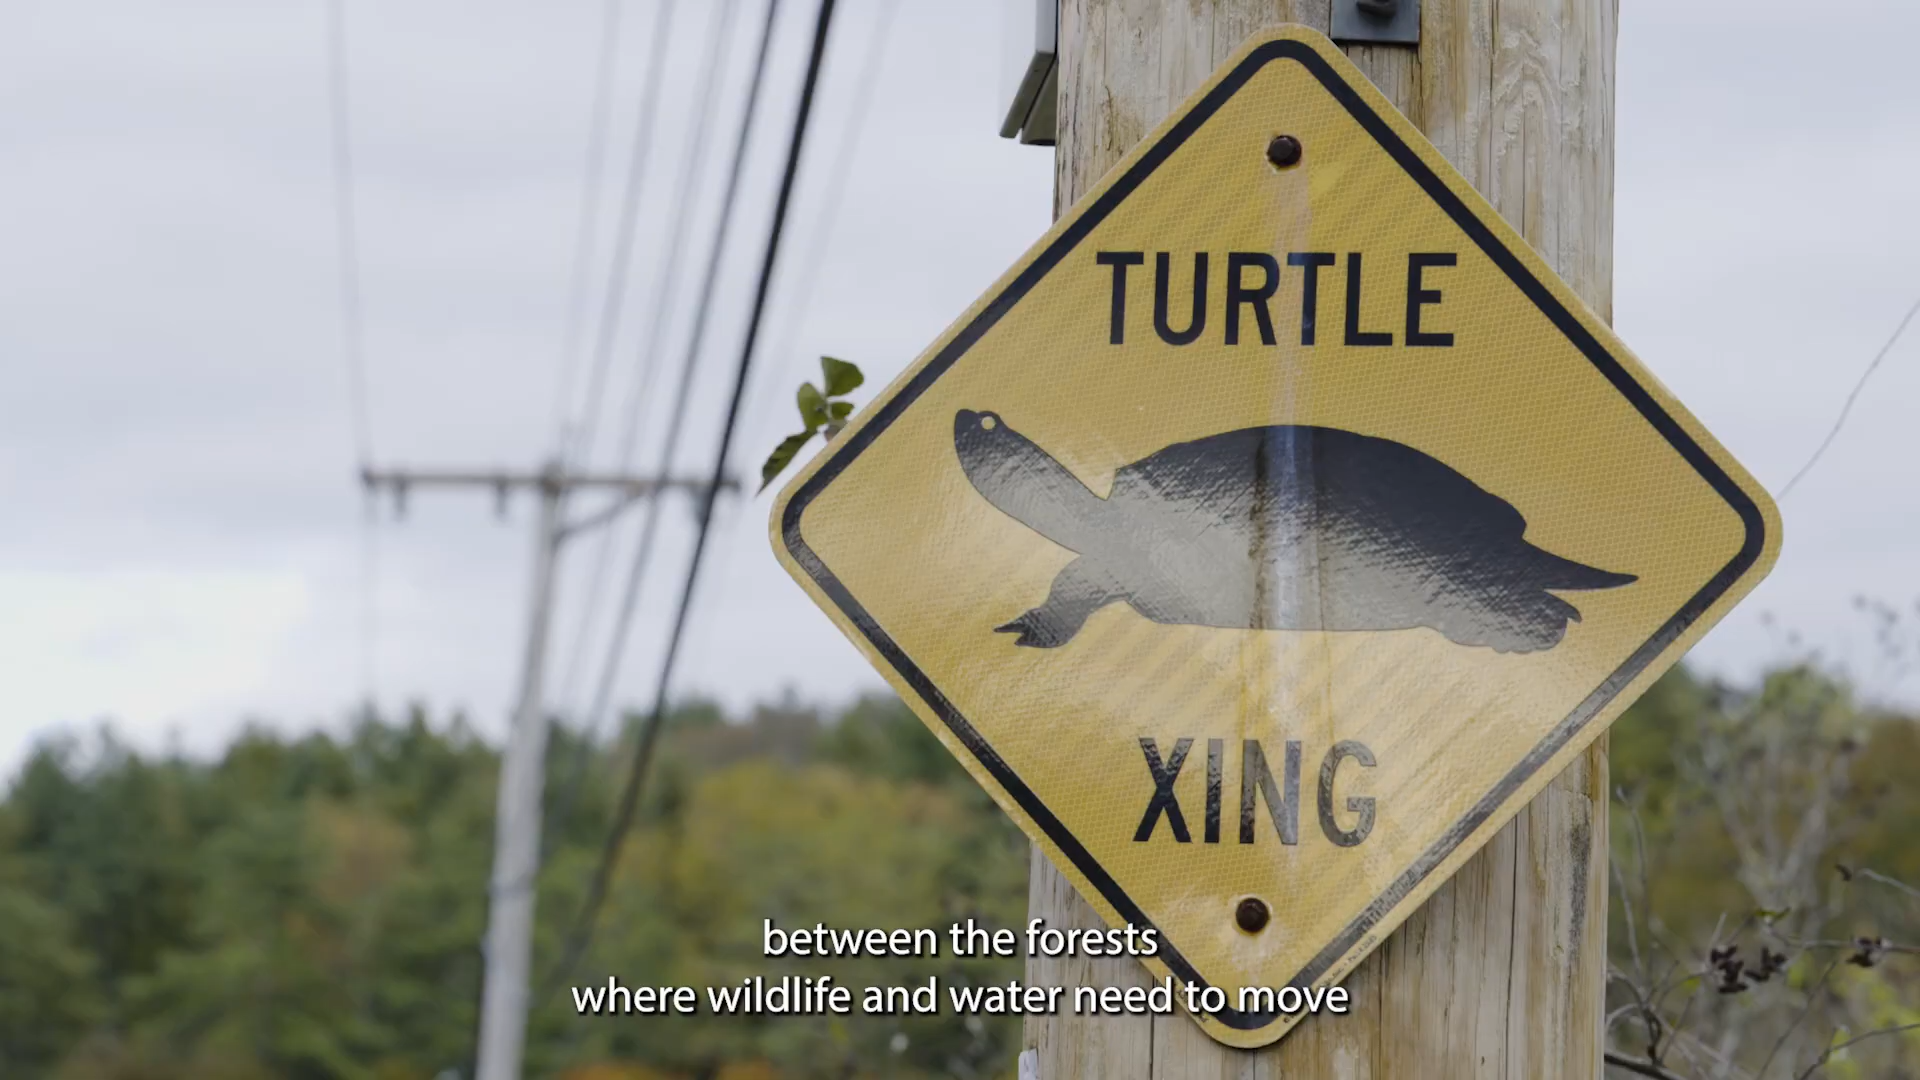 TURTLE
XING
between the forests
where wildlife and water need to move